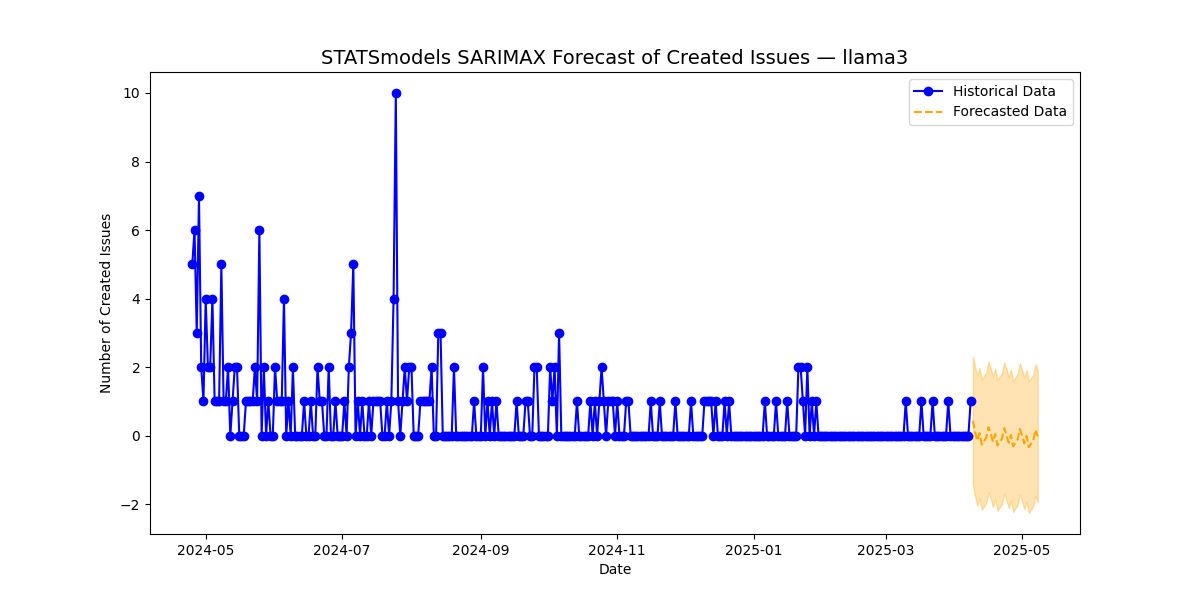 STATSmodels SARIMAX Forecast of Created Issues — llama3
Historical Data
Forecasted Data
Number of Created Issues
10
8
6
4
2
0
−2
2024-05
2024-07
2024-09
2024-11
2025-01
2025-03
2025-05
Date